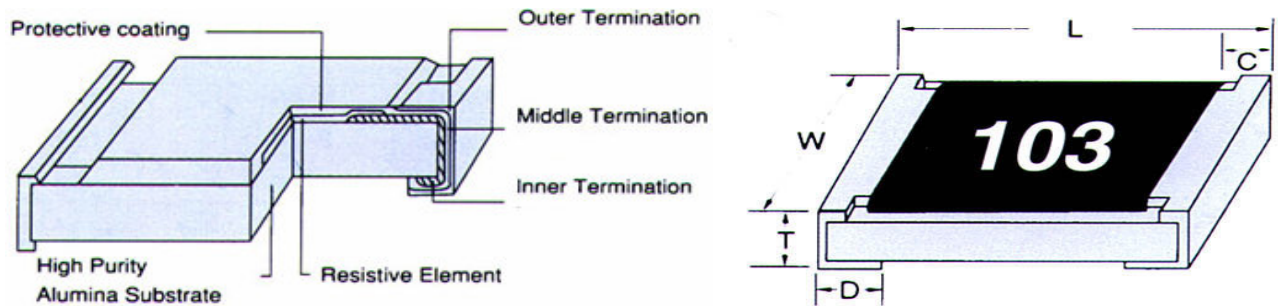 Protective coating
Outer Termination
Middle Termination
Inner Termination
High Purity
Alumina Substrate
Resistive Element
L
C
W
103
T
D